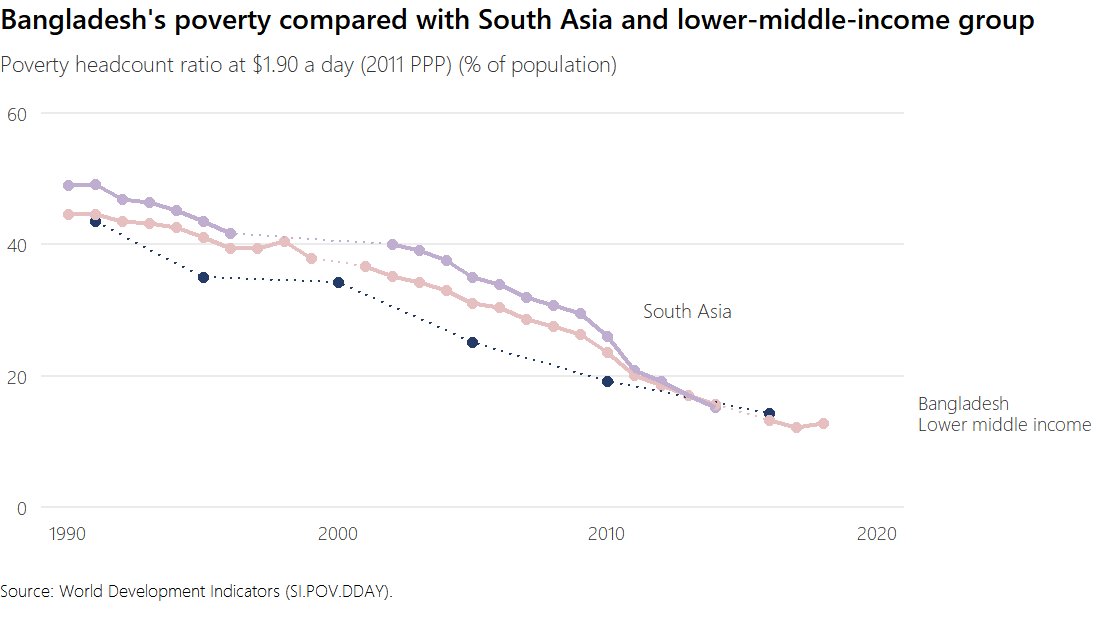 Bangladesh's poverty compared with South Asia and lower-middle-income group
Poverty headcount ratio at $1.90 a day (2011 PPP) (% of population)
60
40
South Asia
20
Bangladesh
Lower middle income
0
1990 2000 2010 2020
Source: World Development Indicators (SI.POV.DDAY).